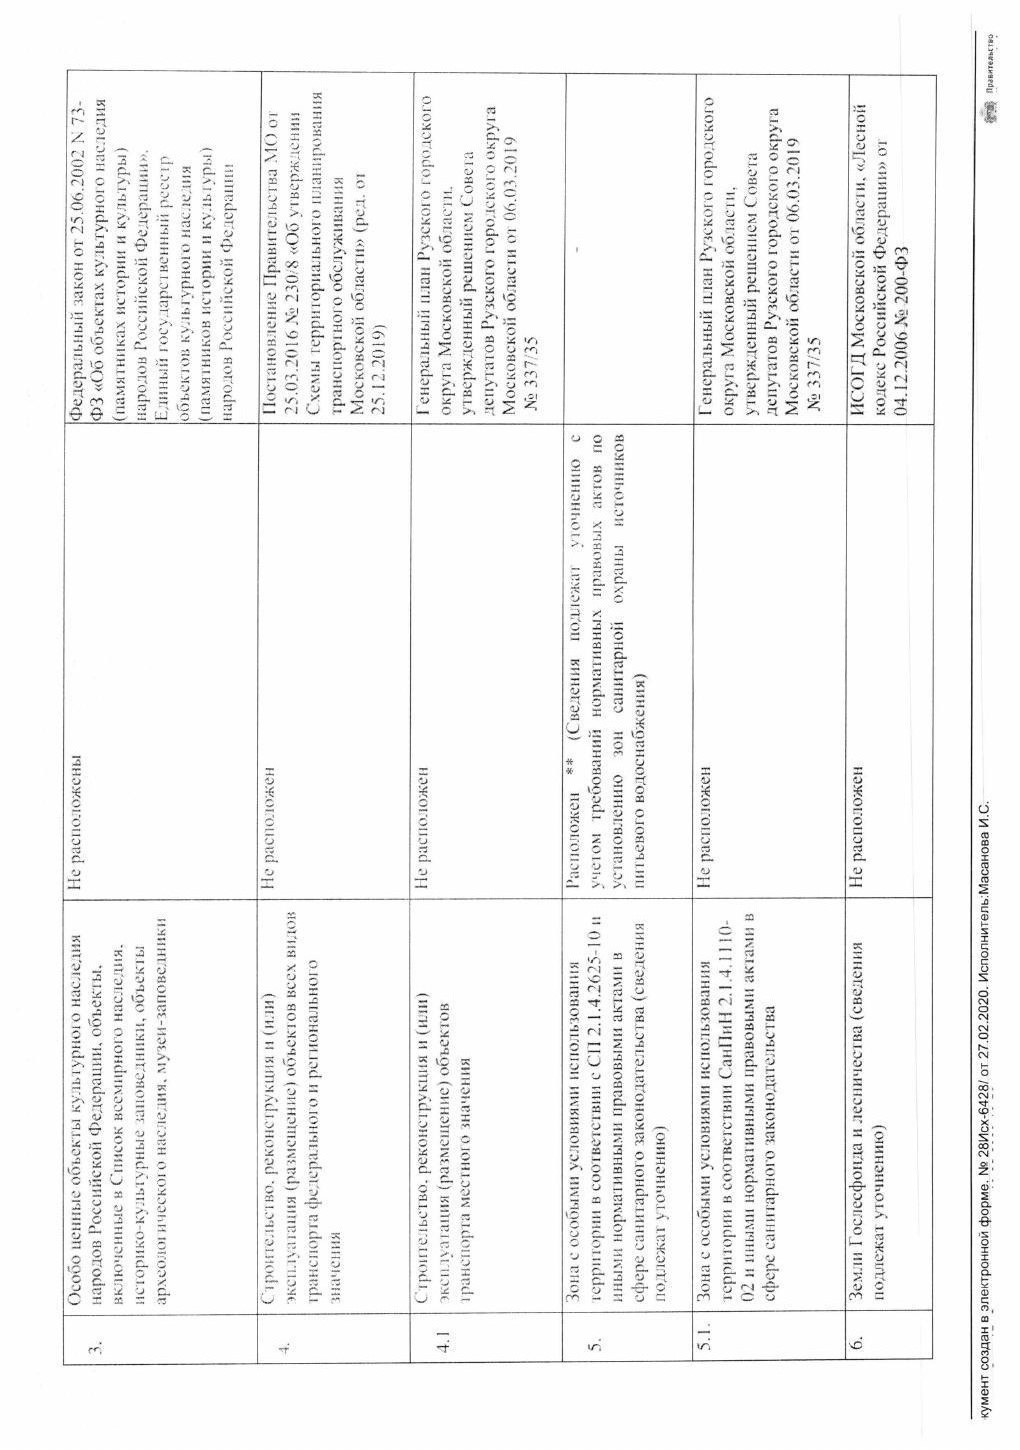 3.
Особо ценные объекты культурного наследия
народов Российской Федерации, объекты,
включенные в Список всемирного наследия,
историко-культурные заповедники, объекты
археологического наследия, музеи-заповедники
Не расположены
Федеральный закон от 25.06.2002 N 73-
ФЗ «Об объектах культурного наследия
(памятниках истории и культуры)
народов Российской Федерации».
Единый государственный реестр
объектов культурного наследия
(памятников истории и культуры)
народов Российской Федерации
4.
Строительство, реконструкция и (или)
эксплуатация (размещение) объектов всех видов
транспорта федерального и регионального
значения
Не расположен
Постановление Правительства МО от
25.03.2016 № 230/8 «Об утверждении
Схемы территориального планирования
транспортного обслуживания
Московской области» (ред. от
25.12.2019)
4.1
Строительство, реконструкция и (или)
эксплуатация (размещение) объектов
транспорта местного значения
Не расположен
Генеральный план Рузского городского
округа Московской области,
утвержденный решением Совета
депутатов Рузского городского округа
Московской области от 06.03.2019
№ 337/35
5.
Зона с особыми условиями использования
территории в соответствии с СП 2.1.4.2625-10 и
иными нормативными правовыми актами в
сфере санитарного законодательства (сведения
подлежат уточнению)
Расположен ** (Сведения подлежат уточнению с
учетом требований нормативных правовых актов по
установлению зон санитарной охраны источников
питьевого водоснабжения)
-
5.1.
Зона с особыми условиями использования
территории в соответствии СанПиН 2.1.4.1110-
02 и иными нормативными правовыми актами в
сфере санитарного законодательства
Не расположен
Генеральный план Рузского городского
округа Московской области,
утвержденный решением Совета
депутатов Рузского городского округа
Московской области от 06.03.2019
№ 337/35
6.
Земли Гослесфонда и лесничества (сведения
подлежат уточнению)
Не расположен
ИСОГД Московской области, «Лесной
кодекс Российской Федерации» от
04.12.2006 № 200-ФЗ
кумент создан в электронной форме. № 28Исх-6428/ от 27.02.2020. Исполнитель:Масанова И.С.
Правительство